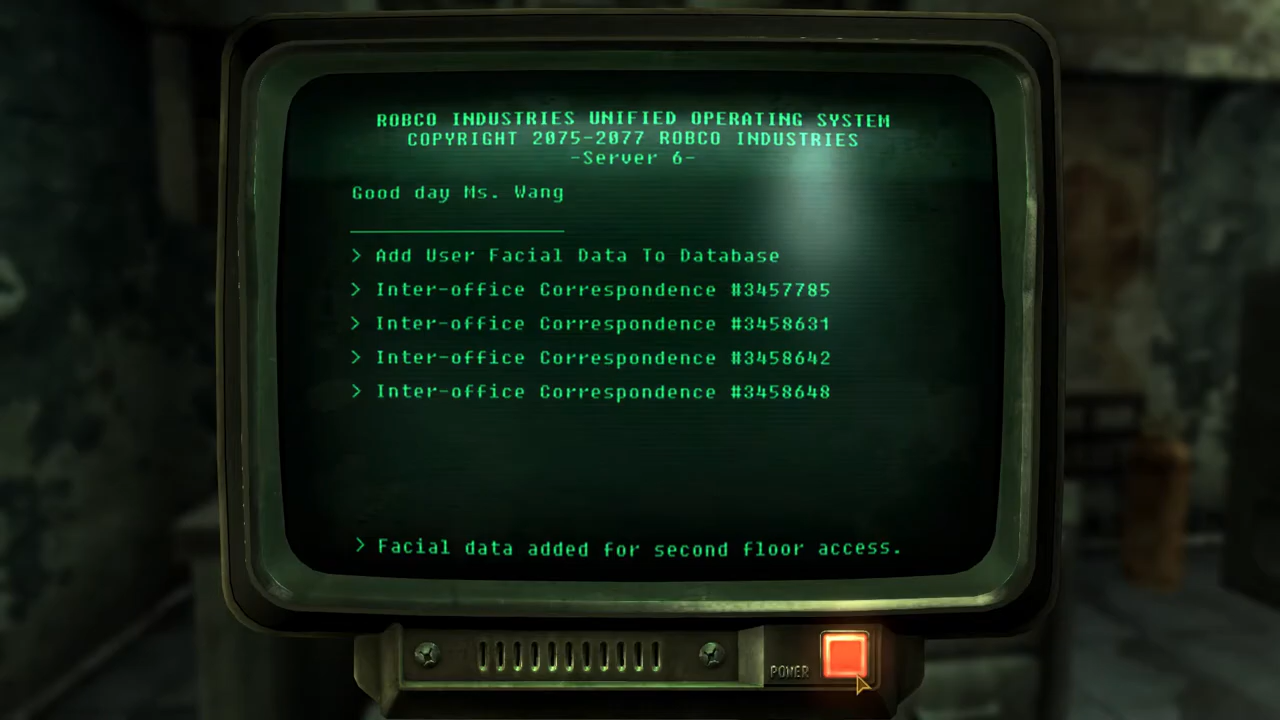 ROBCO INDUSTRIES UNIFIED OPERATING SYSTEM
COPYRIGHT 2075-2077 ROBCO INDUSTRIES
-Server 6-
Good day Ms. Wang
> Add User Facial Data To Database
> Inter-office Correspondence #3457785
> Inter-office Correspondence #3458631
> Inter-office Correspondence #3458642
> Inter-office Correspondence #3458648
> Facial data added for second floor access.
POWER